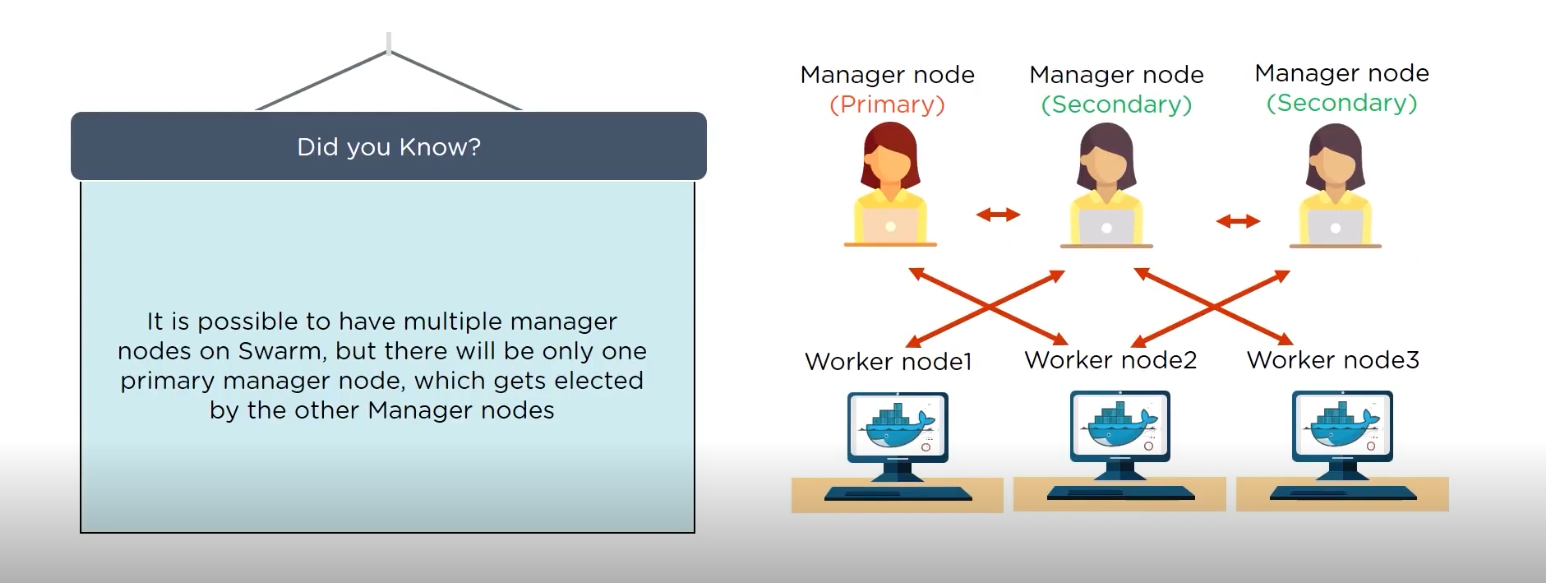 Did you Know?
It is possible to have multiple manager
nodes on Swarm, but there will be only one
primary manager node, which gets elected
by the other Manager nodes
Manager node
(Primary)
Manager node
(Secondary)
Manager node
(Secondary)
Worker node1
Worker node2
Worker node3